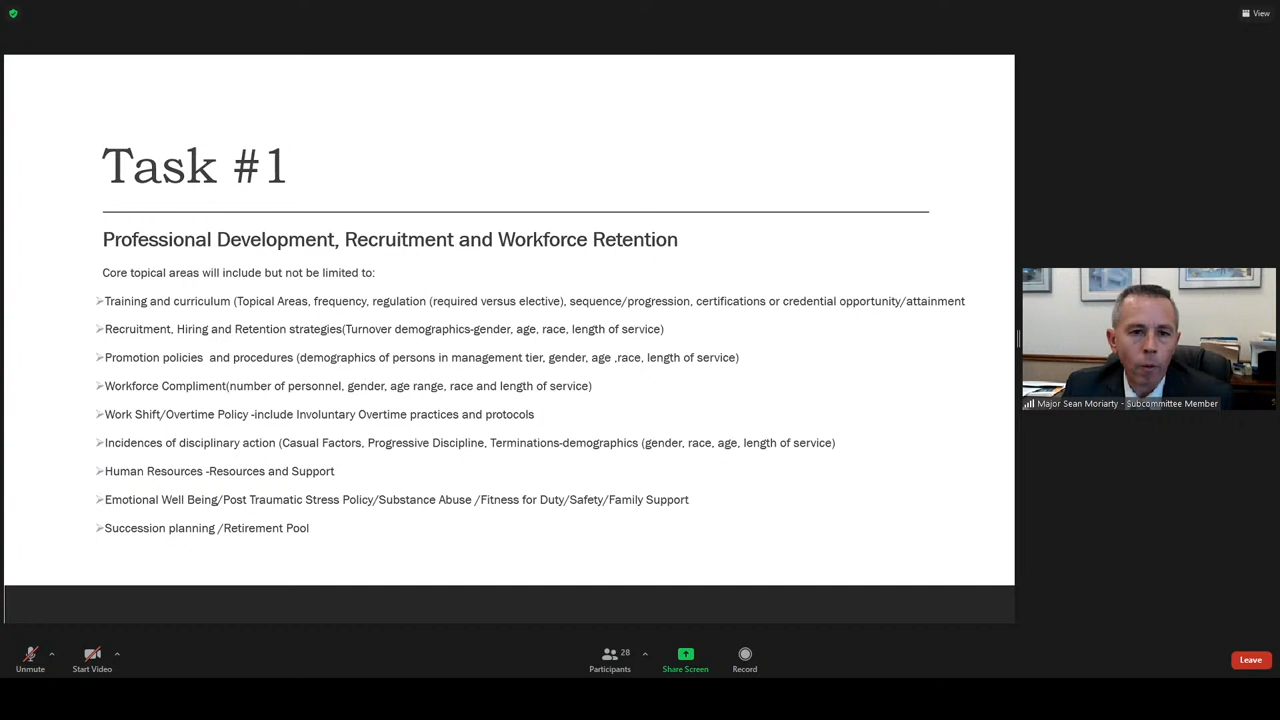 View
Task #1
Professional Development, Recruitment and Workforce Retention
Core topical areas will include but not be limited to:
Training and curriculum (Topical Areas, frequency, regulation (required versus elective), sequence/progression, certifications or credential opportunity/attainment
Recruitment, Hiring and Retention strategies(Turnover demographics-gender, age, race, length of service)
Promotion policies  and procedures (demographics of persons in management tier, gender, age ,race, length of service)
Workforce Compliment(number of personnel, gender, age range, race and length of service)
Work Shift/Overtime Policy -include Involuntary Overtime practices and protocols
Incidences of disciplinary action (Casual Factors, Progressive Discipline, Terminations-demographics (gender, race, age, length of service)
Human Resources -Resources and Support
Emotional Well Being/Post Traumatic Stress Policy/Substance Abuse /Fitness for Duty/Safety/Family Support
Succession planning /Retirement Pool
Major Sean Moriarty - Subcommittee Member
Unmute
Start Video
28
Participants
Share Screen
Record
Leave